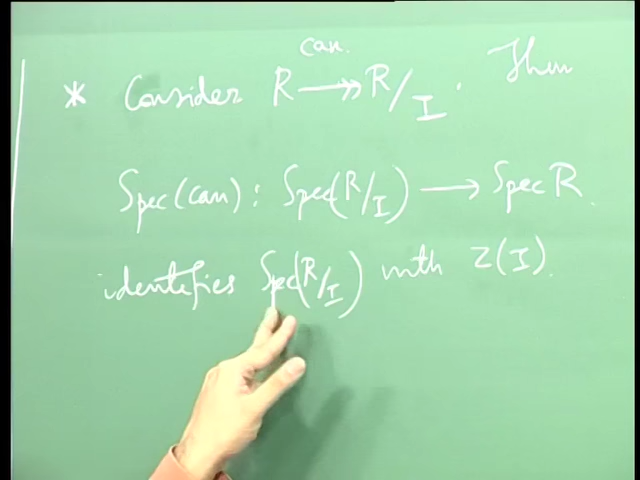 can.
* Consider R ↠ R/I. Then
Spec(can): Spec(R/I) → Spec R.
identifies Spec(R/I) with Z(I).